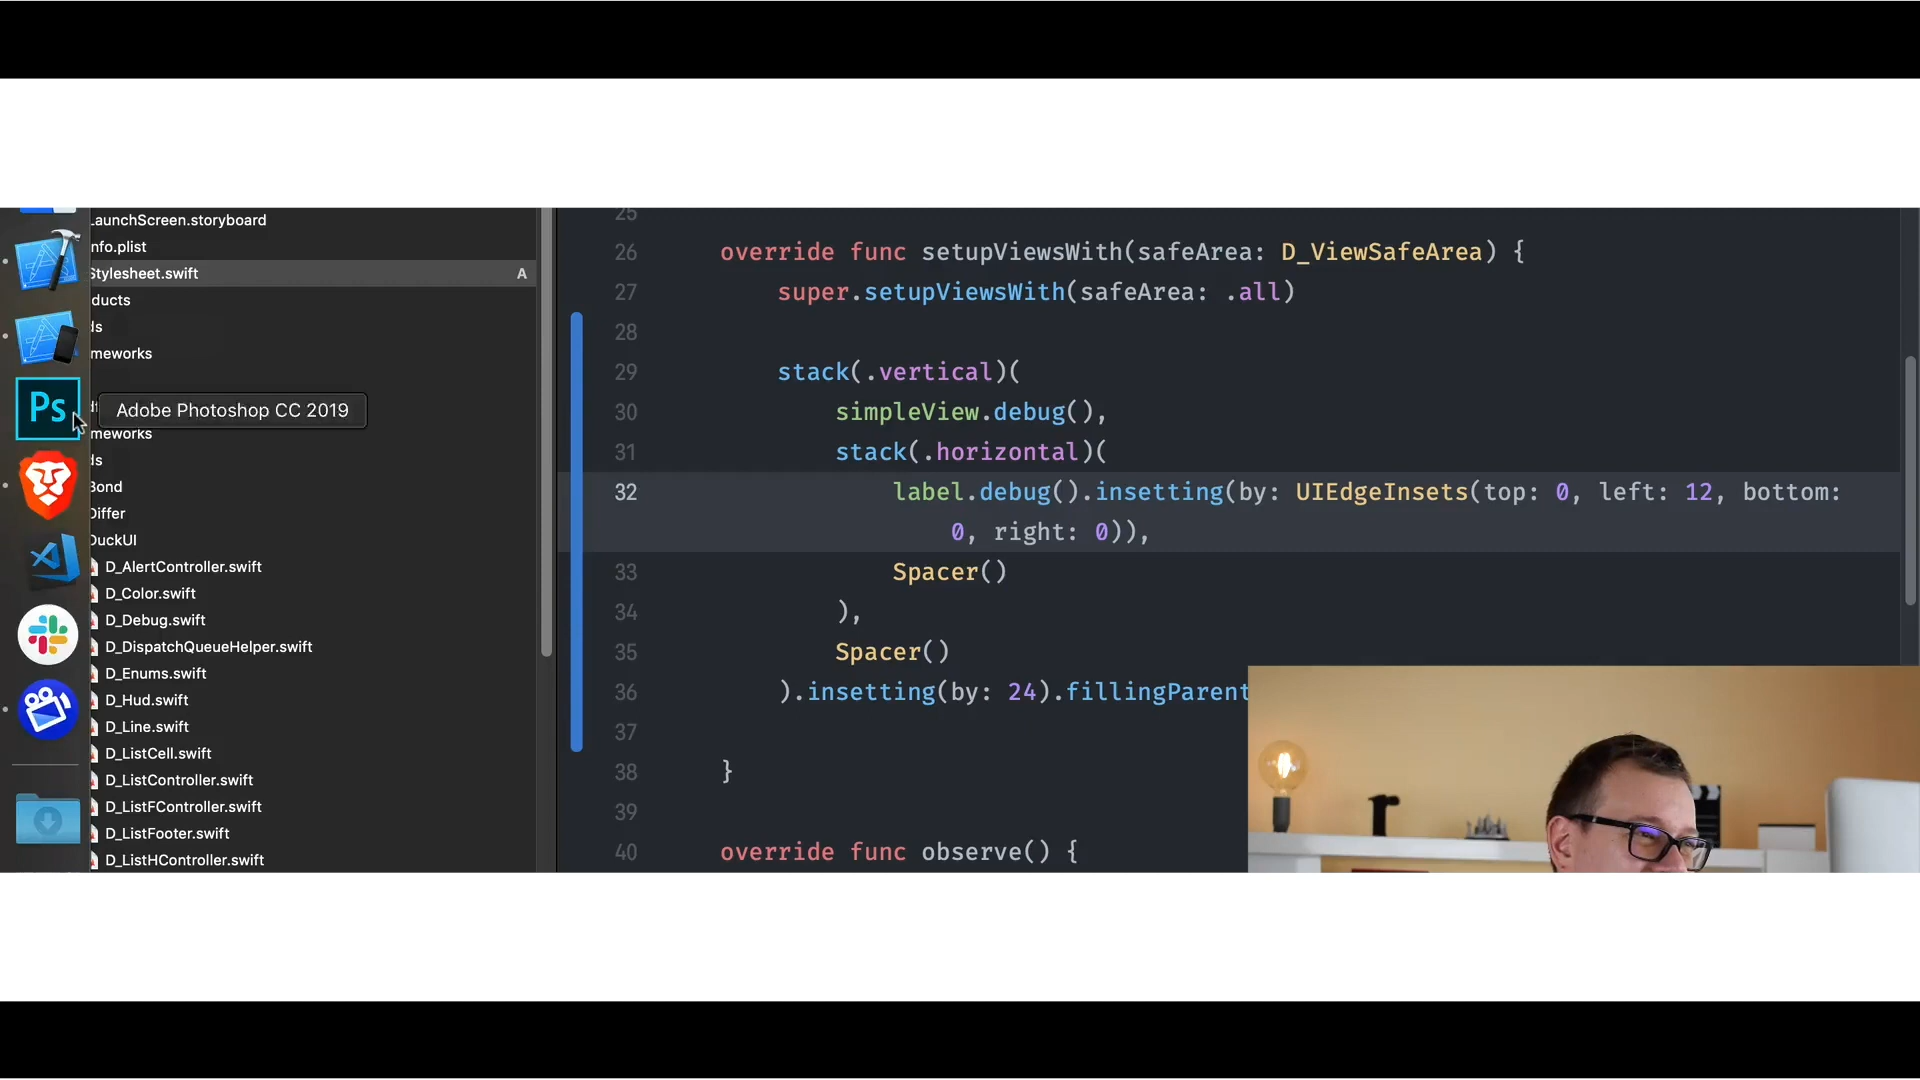 LaunchScreen.storyboard
nfo.plist
Stylesheet.swift A
ducts
ds
meworks
Ps
Adobe Photoshop CC 2019
meworks
ds
Bond
Differ
DuckUI
D_AlertController.swift
D_Color.swift
D_Debug.swift
D_DispatchQueueHelper.swift
D_Enums.swift
D_Hud.swift
D_Line.swift
D_ListCell.swift
D_ListController.swift
D_ListFController.swift
D_ListFooter.swift
D_ListHController.swift
25
26 override func setupViewsWith(safeArea: D_ViewSafeArea) {
27 super.setupViewsWith(safeArea: .all)
28
29 stack(.vertical)(
30 simpleView.debug(),
31 stack(.horizontal)(
32 label.debug().insetting(by: UIEdgeInsets(top: 0, left: 12, bottom:
0, right: 0)),
33 Spacer()
34 ),
35 Spacer()
36 ).insetting(by: 24).fillingParent
37
38 }
39
40 override func observe() {